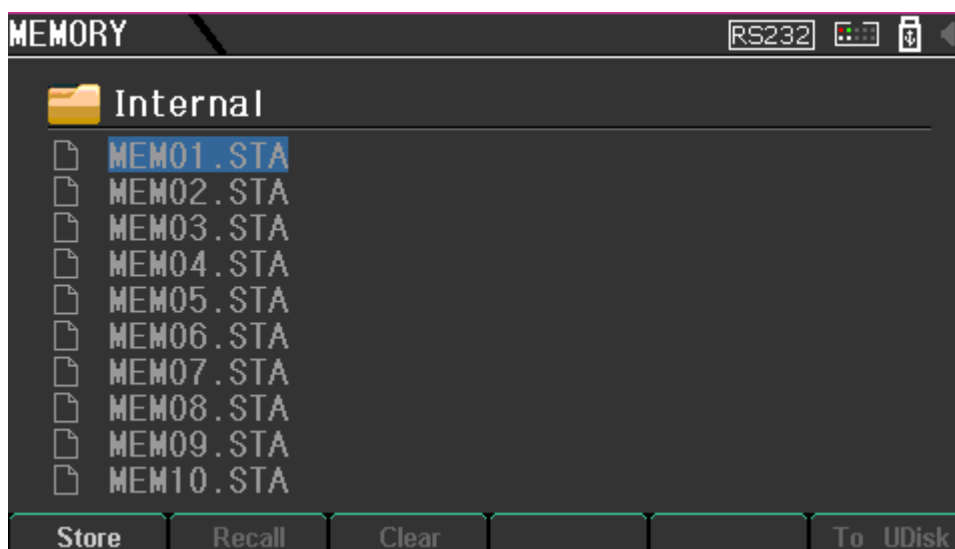 MEMORY RS232
Internal
MEM01.STA
MEM02.STA
MEM03.STA
MEM04.STA
MEM05.STA
MEM06.STA
MEM07.STA
MEM08.STA
MEM09.STA
MEM10.STA
Store Recall Clear To UDisk